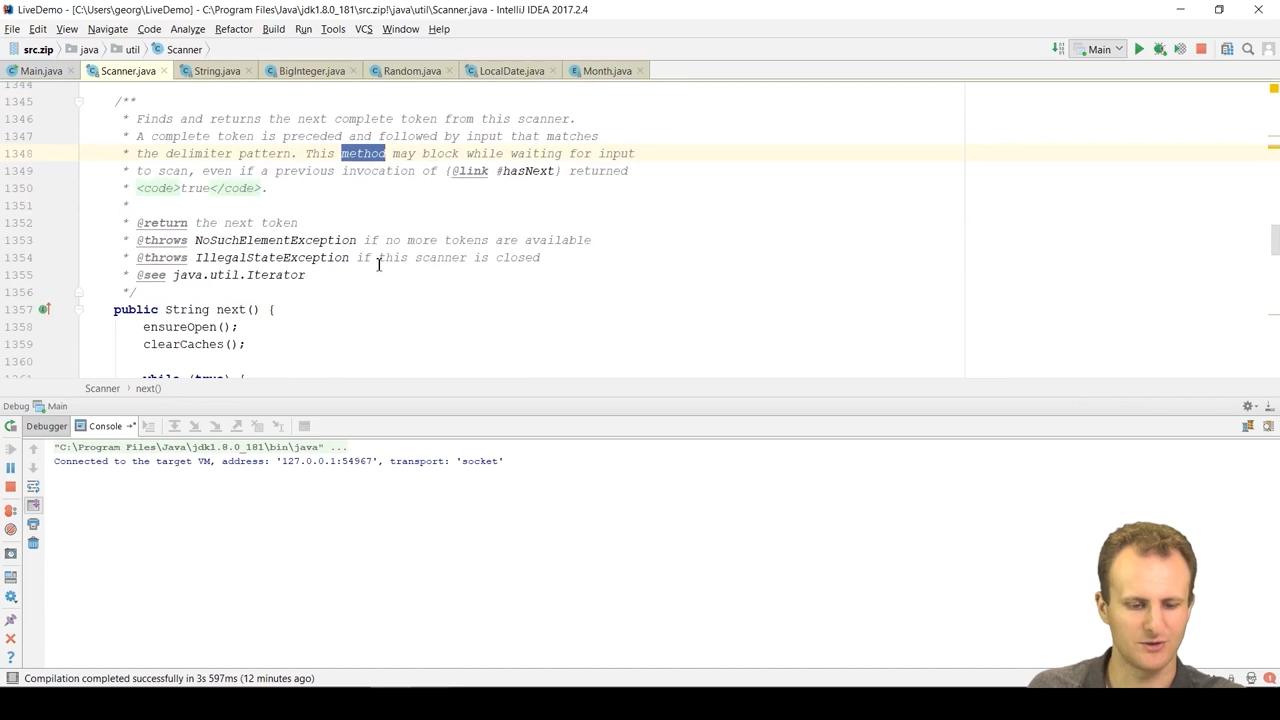 LiveDemo - [C:\Users\georg\LiveDemo] - C:\Program Files\Java\jdk1.8.0_181\src.zip!\java\util\Scanner.java - IntelliJ IDEA 2017.2.4
File Edit View Navigate Code Analyze Refactor Build Run Tools VCS Window Help
src.zip java util Scanner Main
Main.java Scanner.java String.java BigInteger.java Random.java LocalDate.java Month.java
1344
1345 /**
1346 * Finds and returns the next complete token from this scanner.
1347 * A complete token is preceded and followed by input that matches
1348 * the delimiter pattern. This method may block while waiting for input
1349 * to scan, even if a previous invocation of {@link #hasNext} returned
1350 * <code>true</code>.
1351 *
1352 * @return the next token
1353 * @throws NoSuchElementException if no more tokens are available
1354 * @throws IllegalStateException if this scanner is closed
1355 * @see java.util.Iterator
1356 */
1357 public String next() {
1358 ensureOpen();
1359 clearCaches();
1360
1361 while (true) {
Scanner next()
Debug Main
Debugger Console
"C:\Program Files\Java\jdk1.8.0_181\bin\java" ...
Connected to the target VM, address: '127.0.0.1:54967', transport: 'socket'
Compilation completed successfully in 3s 597ms (12 minutes ago)